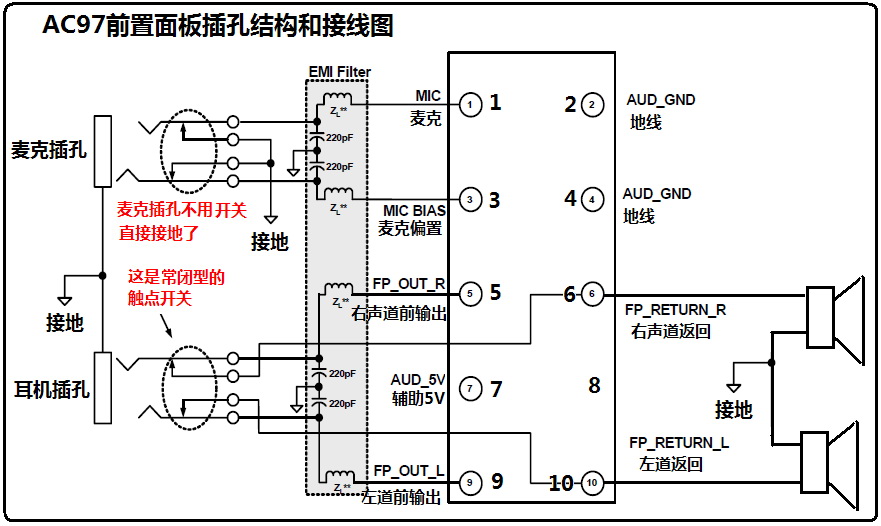 AC97前置面板插孔结构和接线图
EMI Filter
ZL**
220pF
220pF
ZL**
MIC
麦克
1
1
2
2
AUD_GND
地线
麦克插孔
麦克插孔不用开关
直接接地了
接地
MIC BIAS
麦克偏置
3
3
4
4
AUD_GND
地线
接地
这是常闭型的
触点开关
ZL**
FP_OUT_R
右声道前输出
5
5
6
6
FP_RETURN_R
右声道返回
耳机插孔
220pF
220pF
AUD_5V
辅助5V
7
7
8
接地
ZL**
FP_OUT_L
左道前输出
9
9
10
10
FP_RETURN_L
左道返回